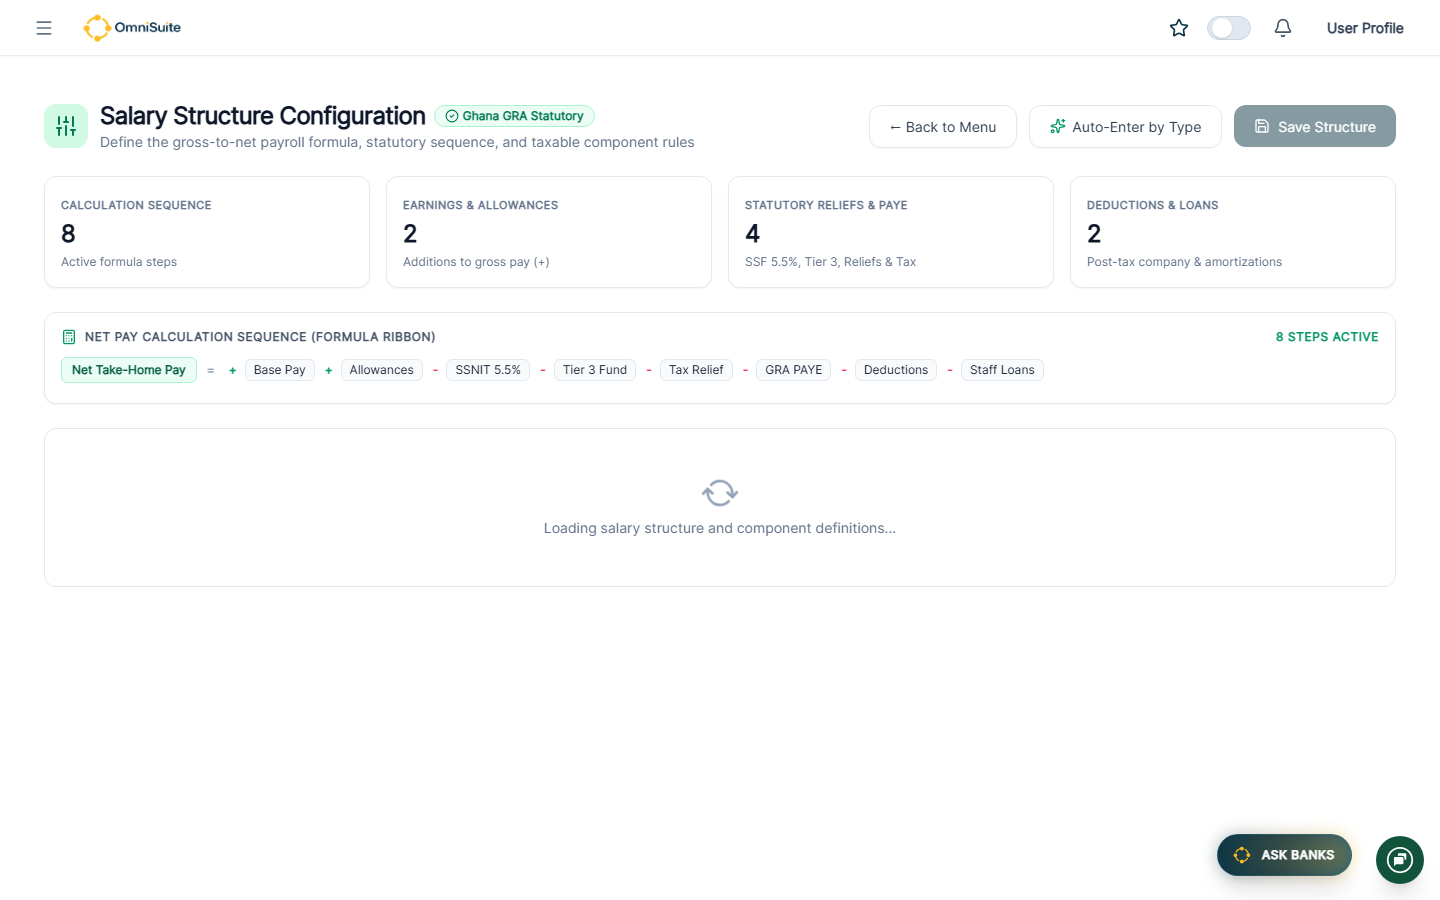 OmniSuite
User Profile
Salary Structure Configuration
Ghana GRA Statutory
Define the gross-to-net payroll formula, statutory sequence, and taxable component rules
← Back to Menu
Auto-Enter by Type
Save Structure
CALCULATION SEQUENCE
8
Active formula steps
EARNINGS & ALLOWANCES
2
Additions to gross pay (+)
STATUTORY RELIEFS & PAYE
4
SSF 5.5%, Tier 3, Reliefs & Tax
DEDUCTIONS & LOANS
2
Post-tax company & amortizations
NET PAY CALCULATION SEQUENCE (FORMULA RIBBON)
8 STEPS ACTIVE
Net Take-Home Pay = + Base Pay + Allowances - SSNIT 5.5% - Tier 3 Fund - Tax Relief - GRA PAYE - Deductions - Staff Loans
Loading salary structure and component definitions...
ASK BANKS